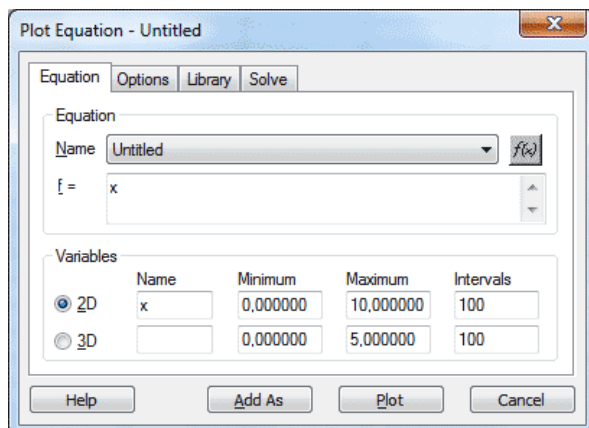 Plot Equation - Untitled
Equation Options Library Solve
Equation
Name Untitled f(x)
f = x
Variables
Name Minimum Maximum Intervals
2D x 0,000000 10,000000 100
3D 0,000000 5,000000 100
Help Add As Plot Cancel